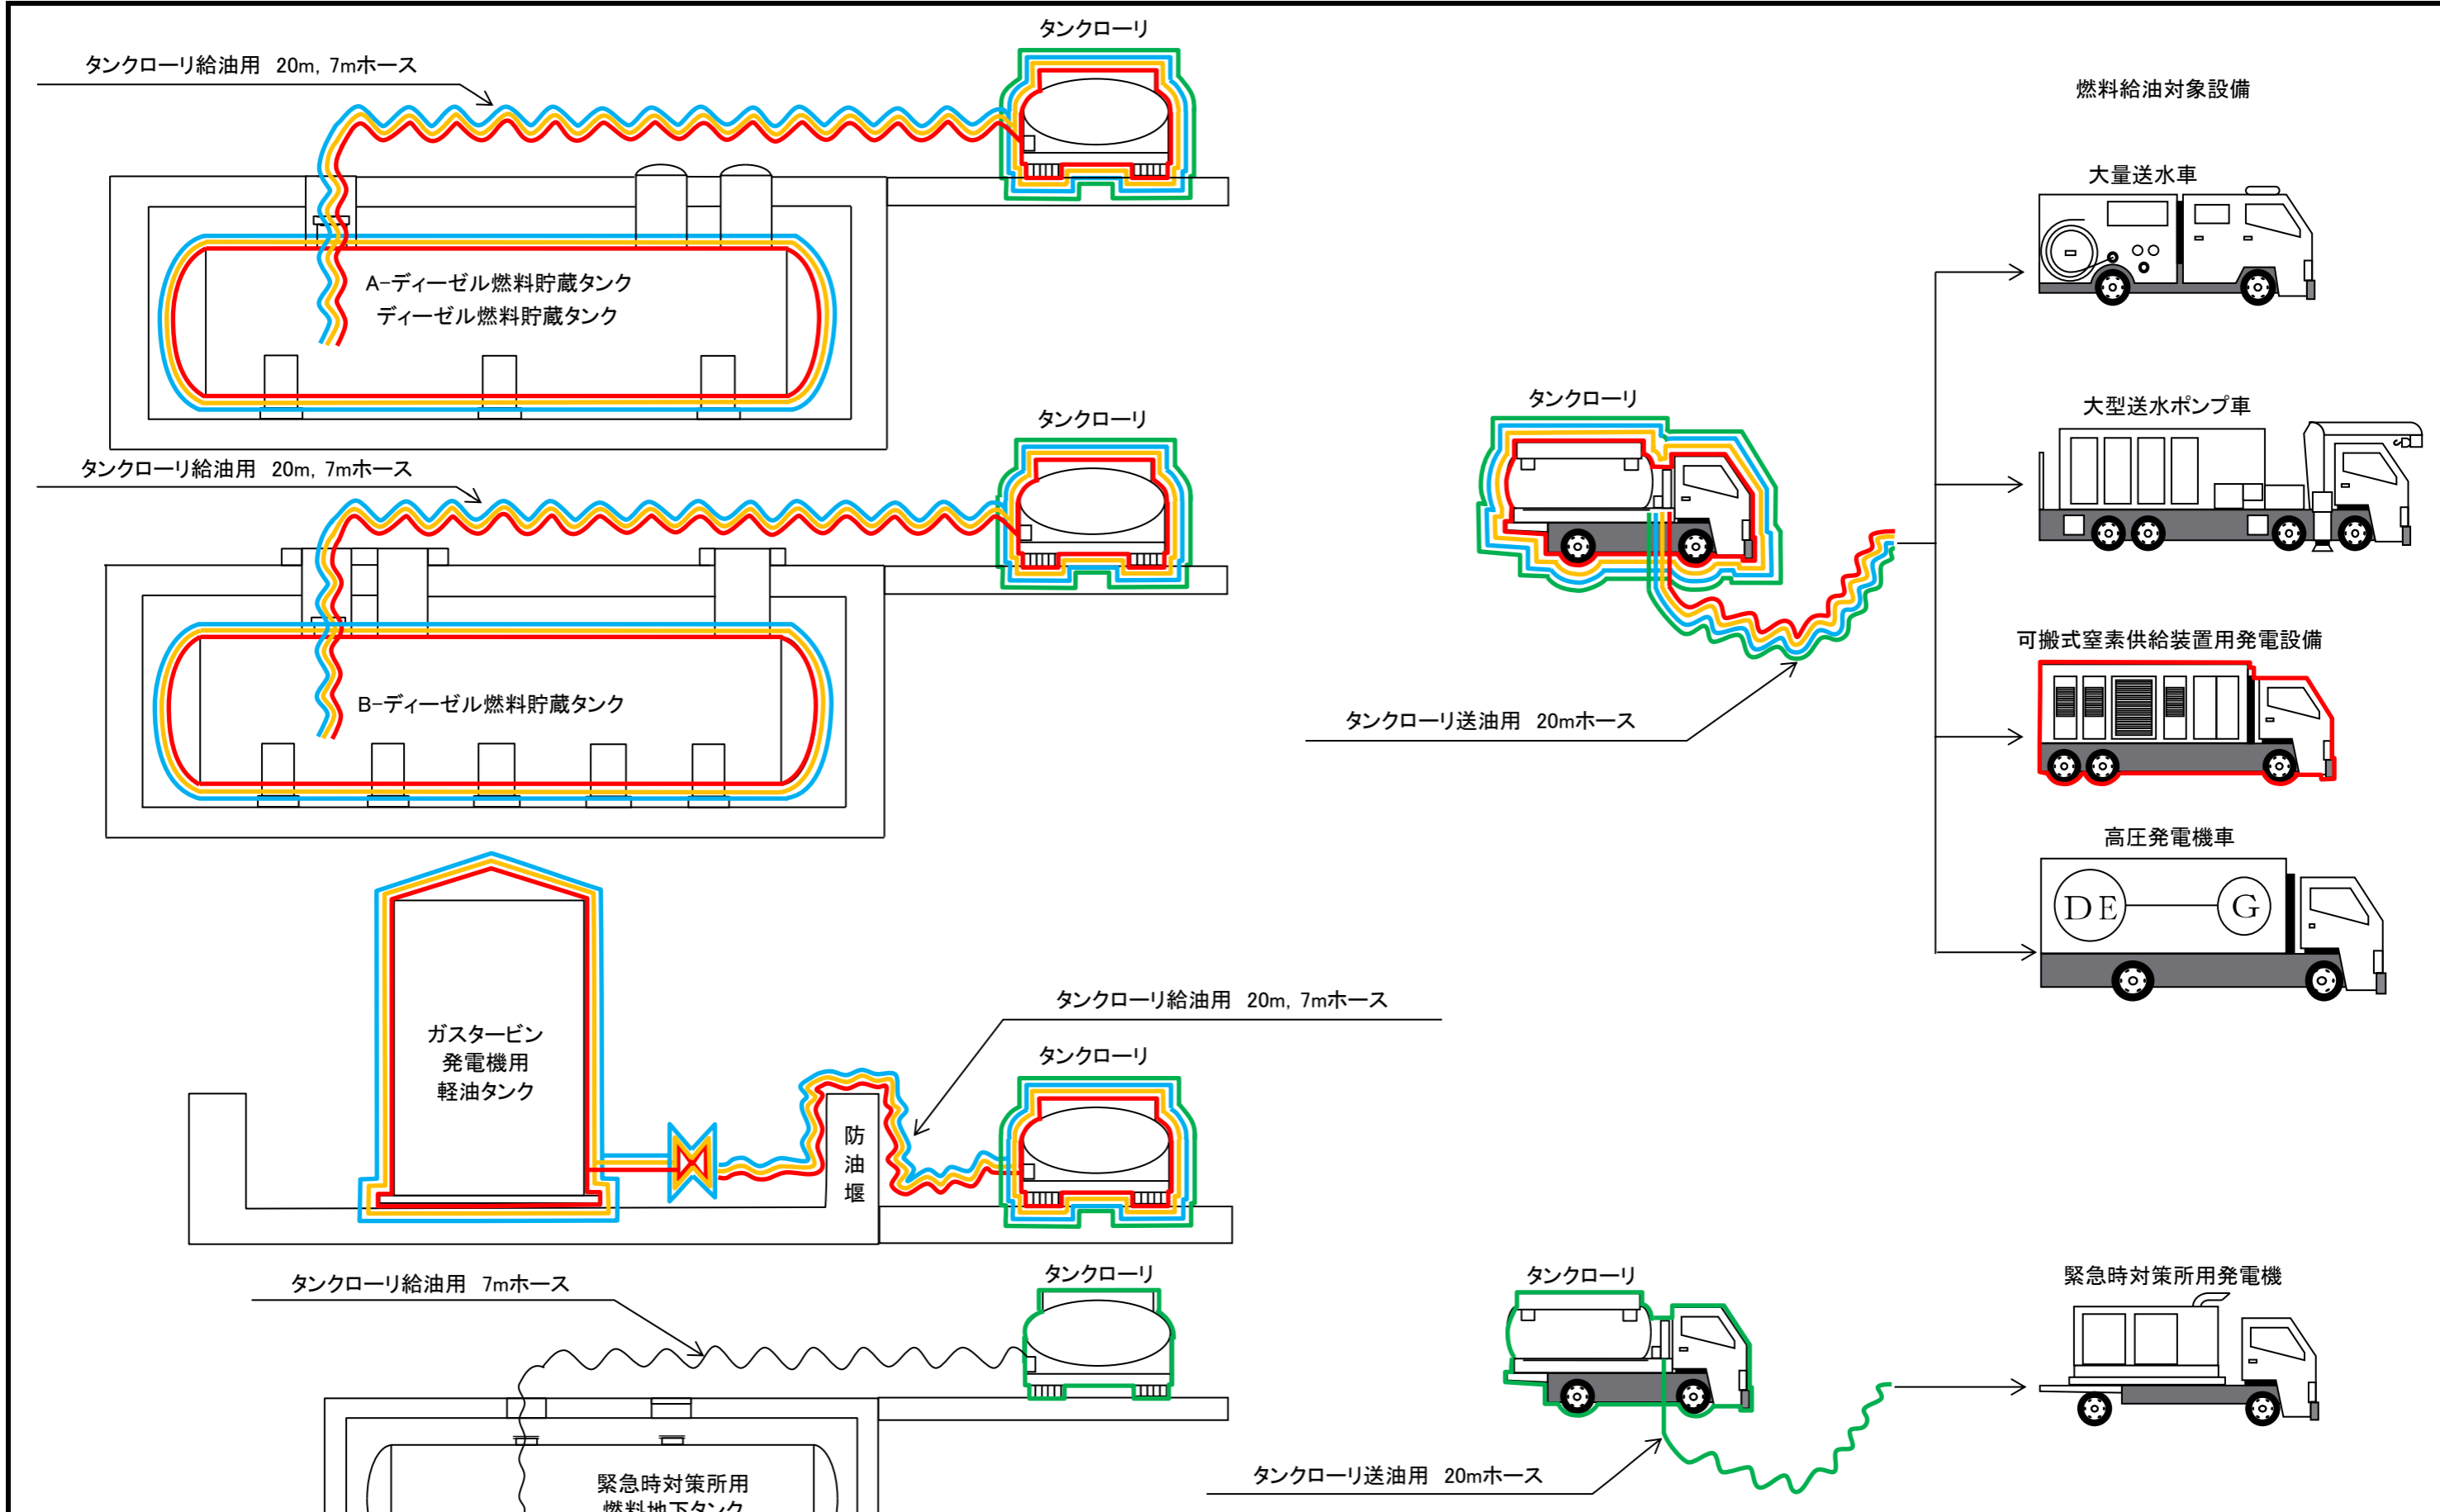 タンクローリ
タンクローリ給油用 20m, 7mホース
燃料給油対象設備
大量送水車
A-ディーゼル燃料貯蔵タンク
ディーゼル燃料貯蔵タンク
タンクローリ
タンクローリ
大型送水ポンプ車
タンクローリ給油用 20m, 7mホース
可搬式窒素供給装置用発電設備
B-ディーゼル燃料貯蔵タンク
タンクローリ送油用 20mホース
高圧発電機車
DE
G
タンクローリ給油用 20m, 7mホース
ガスタービン
発電機用
軽油タンク
タンクローリ
防
油
堰
タンクローリ給油用 7mホース
タンクローリ
タンクローリ
緊急時対策所用発電機
タンクローリ送油用 20mホース
緊急時対策所用
燃料地下タンク